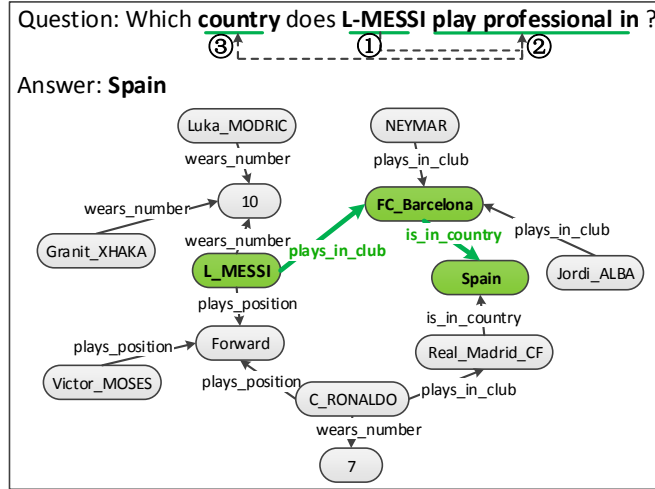 Question: Which country does L-MESSI play professional in ?
③ ① ②
Answer: Spain
Luka_MODRIC
NEYMAR
wears_number
plays_in_club
wears_number
10
FC_Barcelona
Granit_XHAKA
wears_number
plays_in_club
is_in_country
plays_in_club
L_MESSI
Spain
Jordi_ALBA
plays_position
is_in_country
plays_position
Forward
Real_Madrid_CF
Victor_MOSES
plays_position
C_RONALDO
plays_in_club
wears_number
7